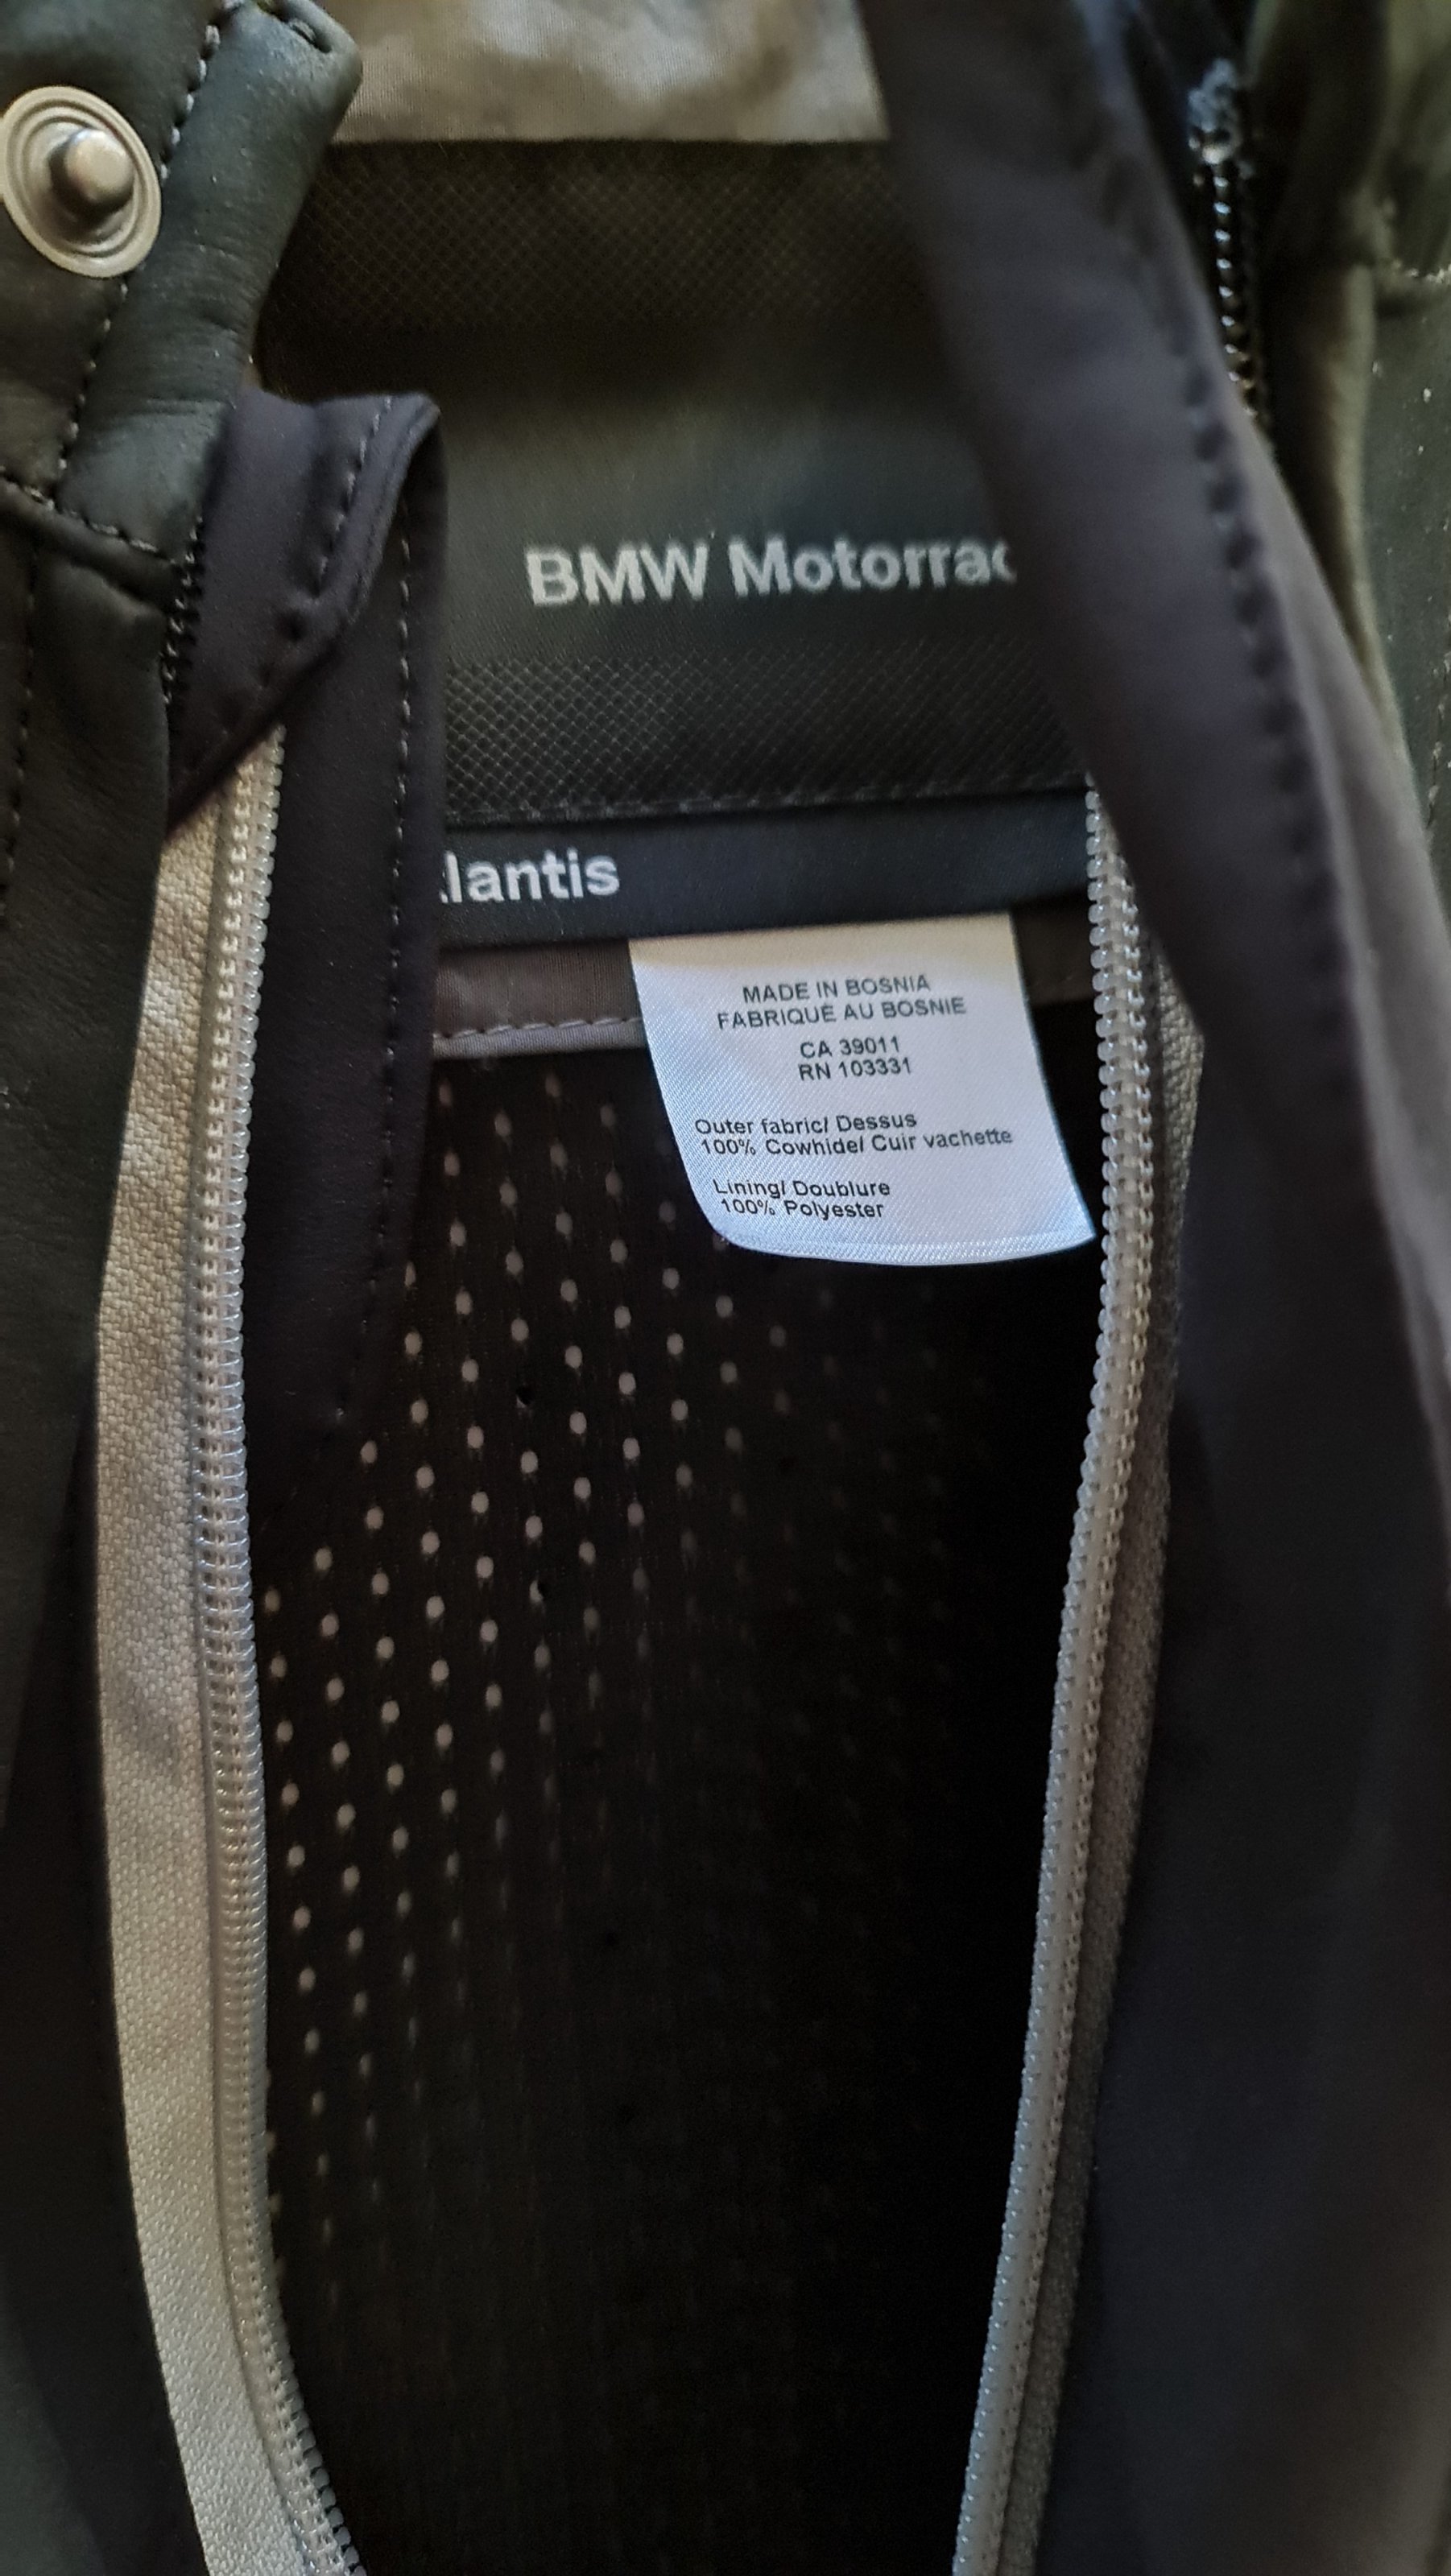 BMW Motorrad
lantis
MADE IN BOSNIA
FABRIQUÉ AU BOSNIE
CA 39011
RN 103331
Outer fabric/ Dessus
100% Cowhide/ Cuir vachette
Lining/ Doublure
100% Polyester